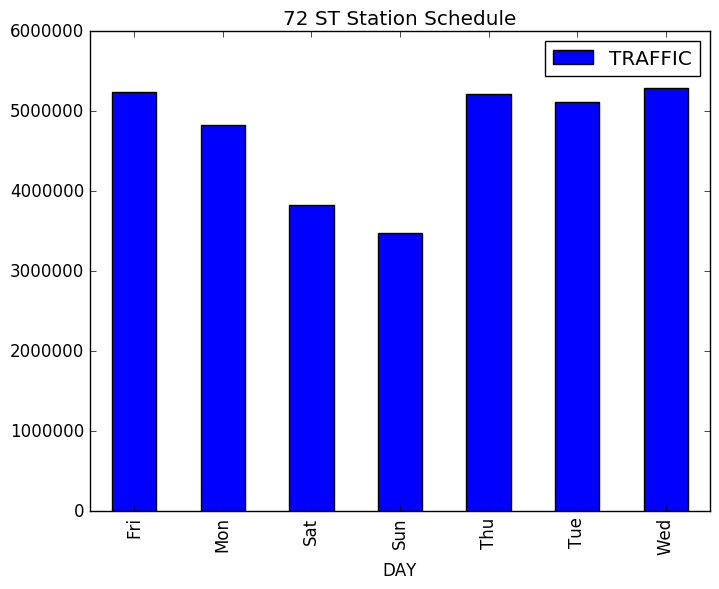 72 ST Station Schedule
TRAFFIC
6000000
5000000
4000000
3000000
2000000
1000000
0
Fri
Mon
Sat
Sun
Thu
Tue
Wed
DAY